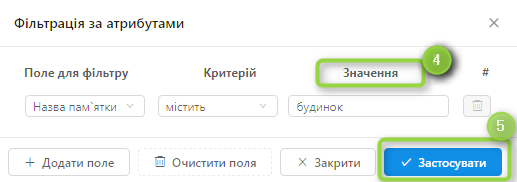 Фільтрація за атрибутами
4
Поле для фільтру Критерій Значення #
Назва пам`ятки містить будинок
5
+ Додати поле Очистити поля × Закрити ✓ Застосувати